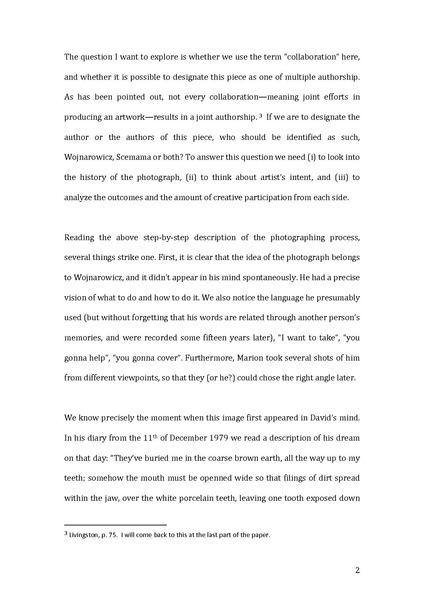 The question I want to explore is whether we use the term "collaboration" here,
and whether it is possible to designate this piece as one of multiple authorship.
As has been pointed out, not every collaboration—meaning joint efforts in
producing an artwork—results in a joint authorship. ³ If we are to designate the
author or the authors of this piece, who should be identified as such,
Wojnarowicz, Scemama or both? To answer this question we need (i) to look into
the history of the photograph, (ii) to think about artist's intent, and (iii) to
analyze the outcomes and the amount of creative participation from each side.
Reading the above step-by-step description of the photographing process,
several things strike one. First, it is clear that the idea of the photograph belongs
to Wojnarowicz, and it didn't appear in his mind spontaneously. He had a precise
vision of what to do and how to do it. We also notice the language he presumably
used (but without forgetting that his words are related through another person's
memories, and were recorded some fifteen years later), "I want to take", "you
gonna help", "you gonna cover". Furthermore, Marion took several shots of him
from different viewpoints, so that they (or he?) could chose the right angle later.
We know precisely the moment when this image first appeared in David's mind.
In his diary from the 11th of December 1979 we read a description of his dream
on that day: "They've buried me in the coarse brown earth, all the way up to my
teeth; somehow the mouth must be openned wide so that filings of dirt spread
within the jaw, over the white porcelain teeth, leaving one tooth exposed down
3 Livingston, p. 75. I will come back to this at the last part of the paper.
2